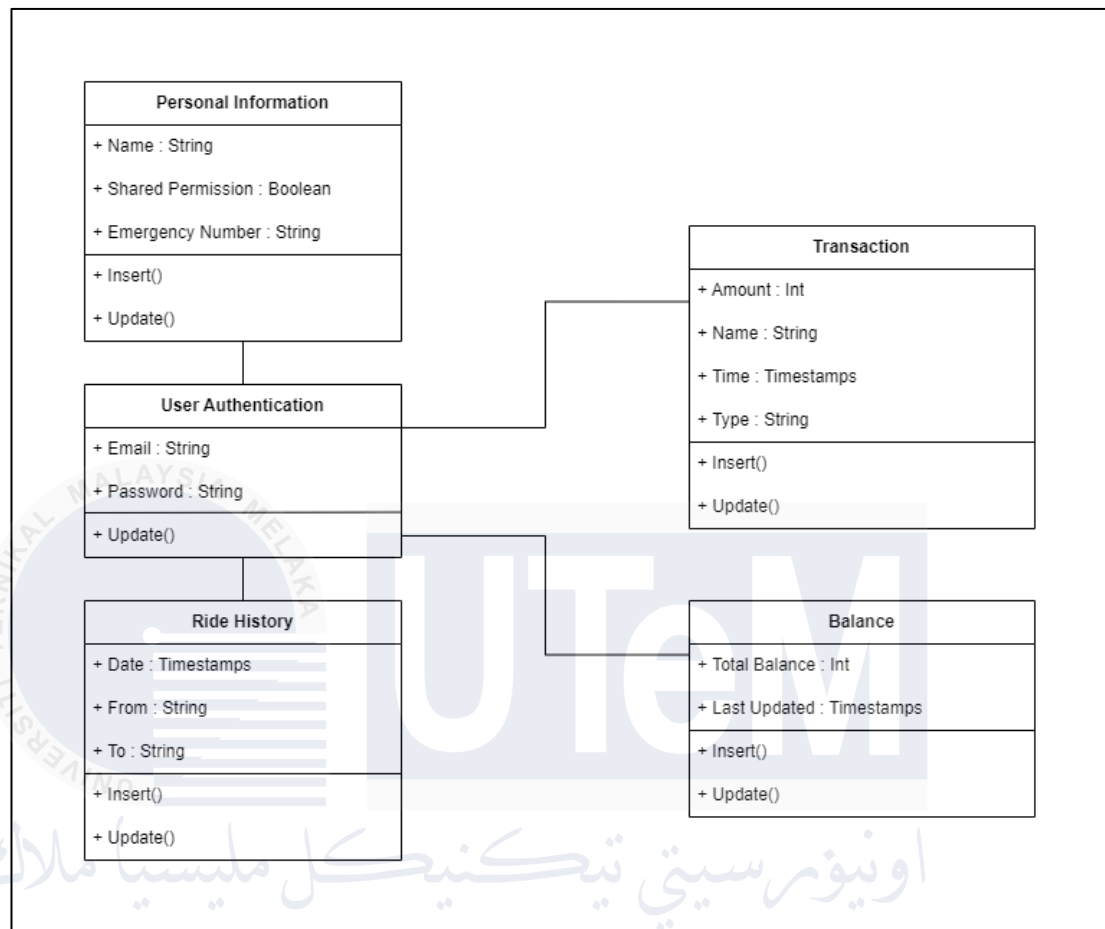 Personal Information
+ Name : String
+ Shared Permission : Boolean
+ Emergency Number : String
+ Insert()
+ Update()
User Authentication
+ Email : String
+ Password : String
+ Update()
Ride History
+ Date : Timestamps
+ From : String
+ To : String
+ Insert()
+ Update()
Transaction
+ Amount : Int
+ Name : String
+ Time : Timestamps
+ Type : String
+ Insert()
+ Update()
Balance
+ Total Balance : Int
+ Last Updated : Timestamps
+ Insert()
+ Update()
MALAYSIA MELAKA
UTeM
اونيۏرسيتي تيكنيكل مليسيا